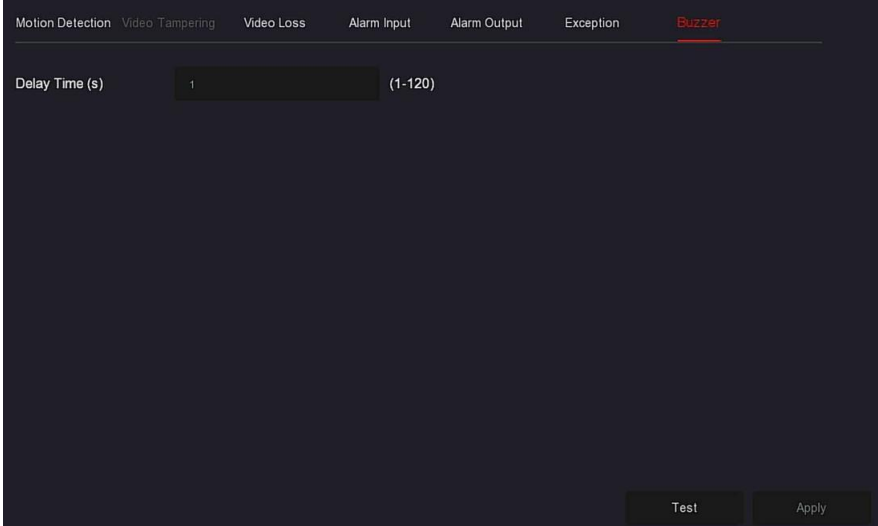 Motion Detection Video Tampering Video Loss Alarm Input Alarm Output Exception Buzzer
Delay Time (s) 1 (1-120)
Test Apply